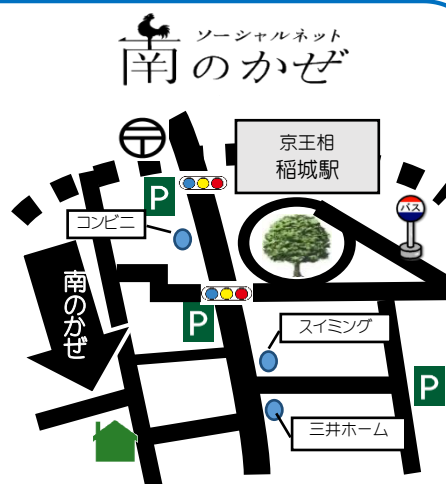 ソーシャルネット
南のかぜ
京王相
稲城駅
P
バス
コンビニ
南のかぜ
P
スイミング
P
三井ホーム